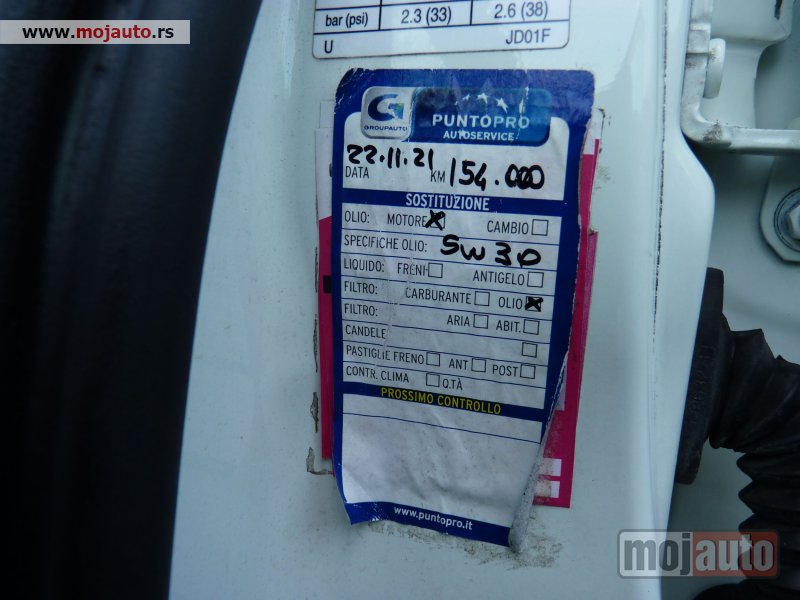 www.mojauto.rs
bar (psi) 2.3 (33) 2.6 (38)
U JD01F
G
GROUPAUTO
PUNTOPRO
AUTOSERVICE
22.11.21 154.000
DATA KM
SOSTITUZIONE
OLIO: MOTORE CAMBIO
SPECIFICHE OLIO: 5W30
LIQUIDO: FRENI ANTIGELO
FILTRO: CARBURANTE OLIO
FILTRO: ARIA ABIT.
CANDELE
PASTIGLIE FRENO ANT POST
CONTR. CLIMA Q.TÀ
PROSSIMO CONTROLLO
www.puntopro.it
mojauto